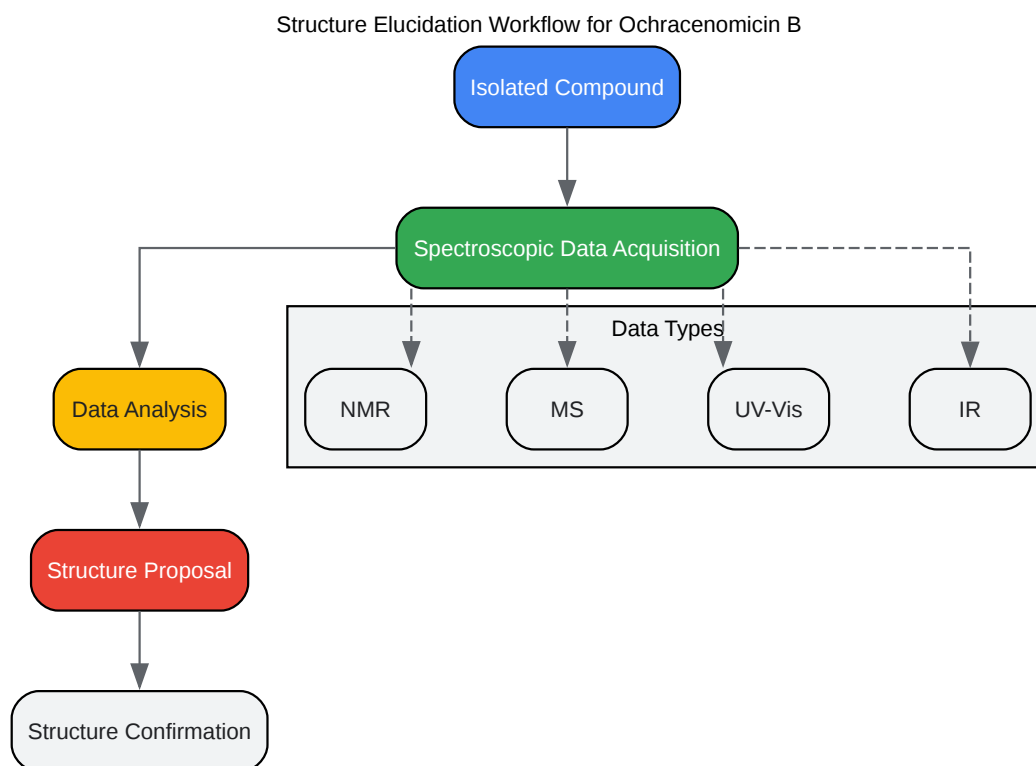 Structure Elucidation Workflow for Ochracenomicin B
Isolated Compound
Spectroscopic Data Acquisition
Data Types
Data Analysis
NMR
MS
UV-Vis
IR
Structure Proposal
Structure Confirmation